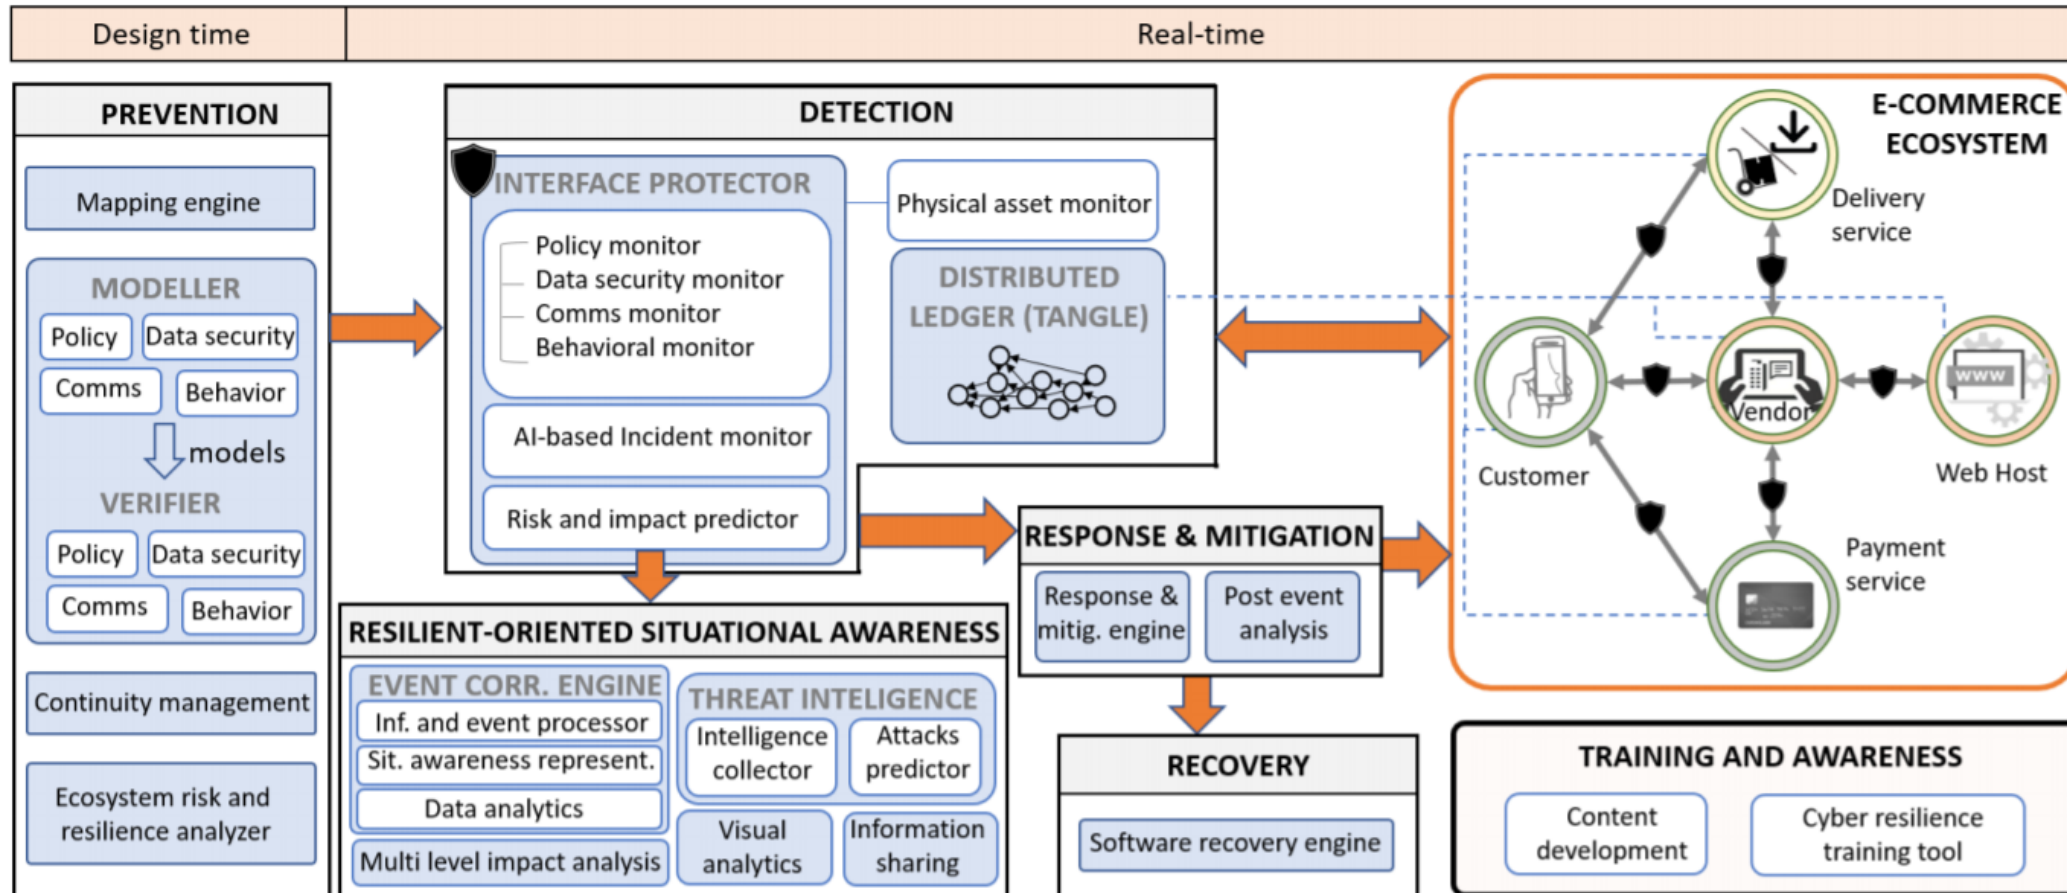 Design time
Real-time
PREVENTION
Mapping engine
MODELLER
Policy
Data security
Comms
Behavior
models
VERIFIER
Policy
Data security
Comms
Behavior
Continuity management
Ecosystem risk and
resilience analyzer
DETECTION
INTERFACE PROTECTOR
Policy monitor
Data security monitor
Comms monitor
Behavioral monitor
AI-based Incident monitor
Risk and impact predictor
Physical asset monitor
DISTRIBUTED
LEDGER (TANGLE)
RESILIENT-ORIENTED SITUATIONAL AWARENESS
EVENT CORR. ENGINE
Inf. and event processor
Sit. awareness represent.
Data analytics
Multi level impact analysis
THREAT INTELIGENCE
Intelligence
collector
Attacks
predictor
Visual
analytics
Information
sharing
RESPONSE & MITIGATION
Response &
mitig. engine
Post event
analysis
RECOVERY
Software recovery engine
E-COMMERCE
ECOSYSTEM
Delivery
service
Customer
Vendor
WWW
Web Host
Payment
service
TRAINING AND AWARENESS
Content
development
Cyber resilience
training tool